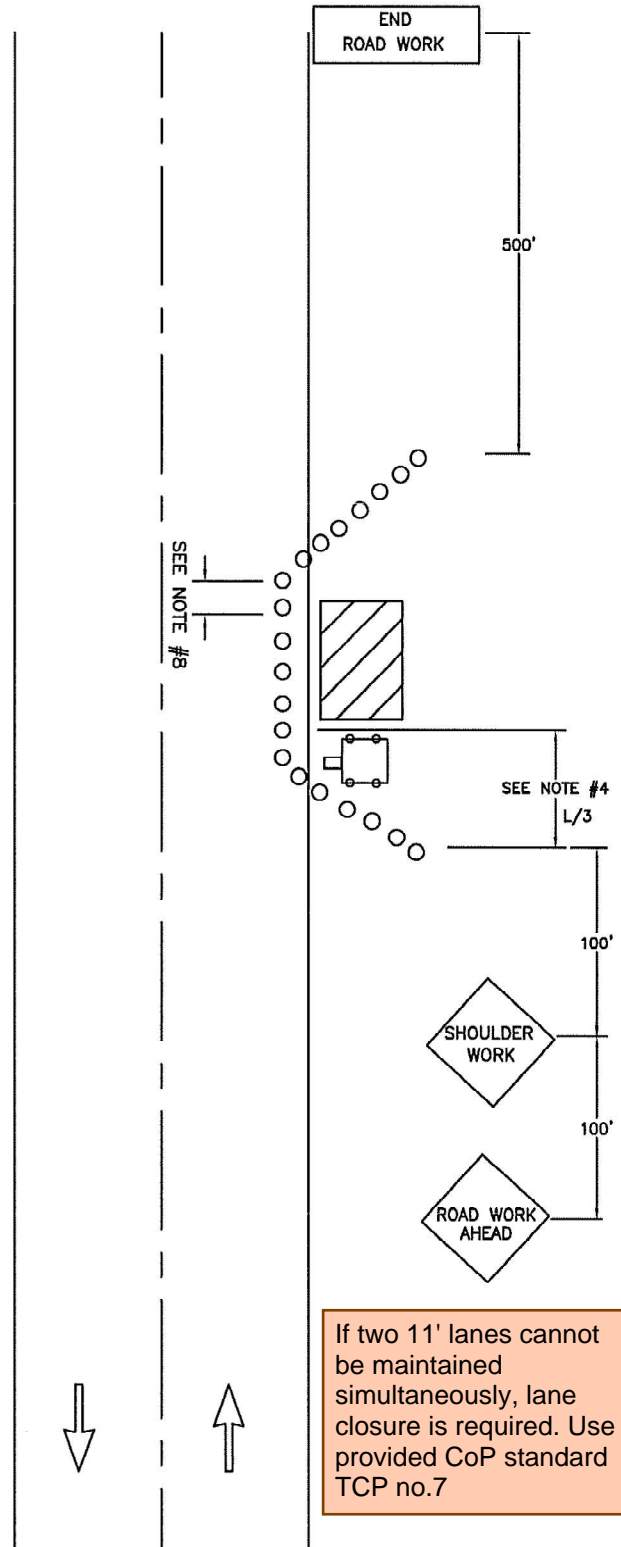 END
ROAD WORK
500'
SEE NOTE #8
SEE NOTE #4
L/3
100'
SHOULDER
WORK
100'
ROAD WORK
AHEAD
If two 11' lanes cannot
be maintained
simultaneously, lane
closure is required. Use
provided CoP standard
TCP no.7